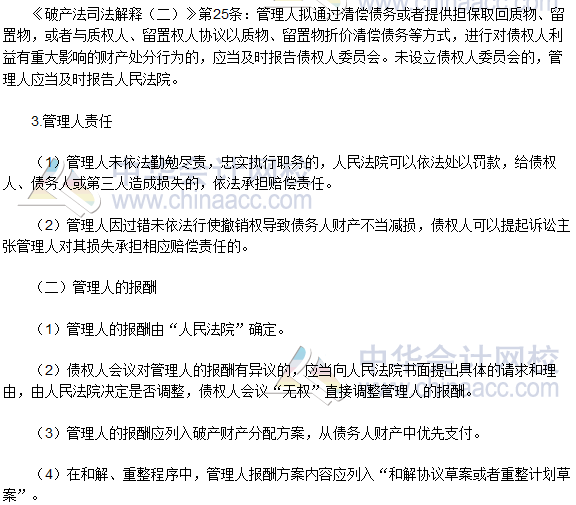 《破产法司法解释（二）》第25条：管理人拟通过清偿债务或者提供担保取回质物、留
置物，或者与质权人、留置权人协议以质物、留置物折价清偿债务等方式，进行对债权人利
益有重大影响的财产处分行为的，应当及时报告债权人委员会。未设立债权人委员会的，管
理人应当及时报告人民法院。
3.管理人责任
（1）管理人未依法勤勉尽责，忠实执行职务的，人民法院可以依法处以罚款，给债权
人、债务人或第三人造成损失的，依法承担赔偿责任。
（2）管理人因过错未依法行使撤销权导致债务人财产不当减损，债权人可以提起诉讼主
张管理人对其损失承担相应赔偿责任的。
（二）管理人的报酬
（1）管理人的报酬由“人民法院”确定。
（2）债权人会议对管理人的报酬有异议的，应当向人民法院书面提出具体的请求和理
由，由人民法院决定是否调整，债权人会议“无权”直接调整管理人的报酬。
（3）管理人的报酬应列入破产财产分配方案，从债务人财产中优先支付。
（4）在和解、重整程序中，管理人报酬方案内容应列入“和解协议草案或者重整计划草
案”。
中华会计网校
www.chinaacc.com
中华会计网校
www.chinaacc.com